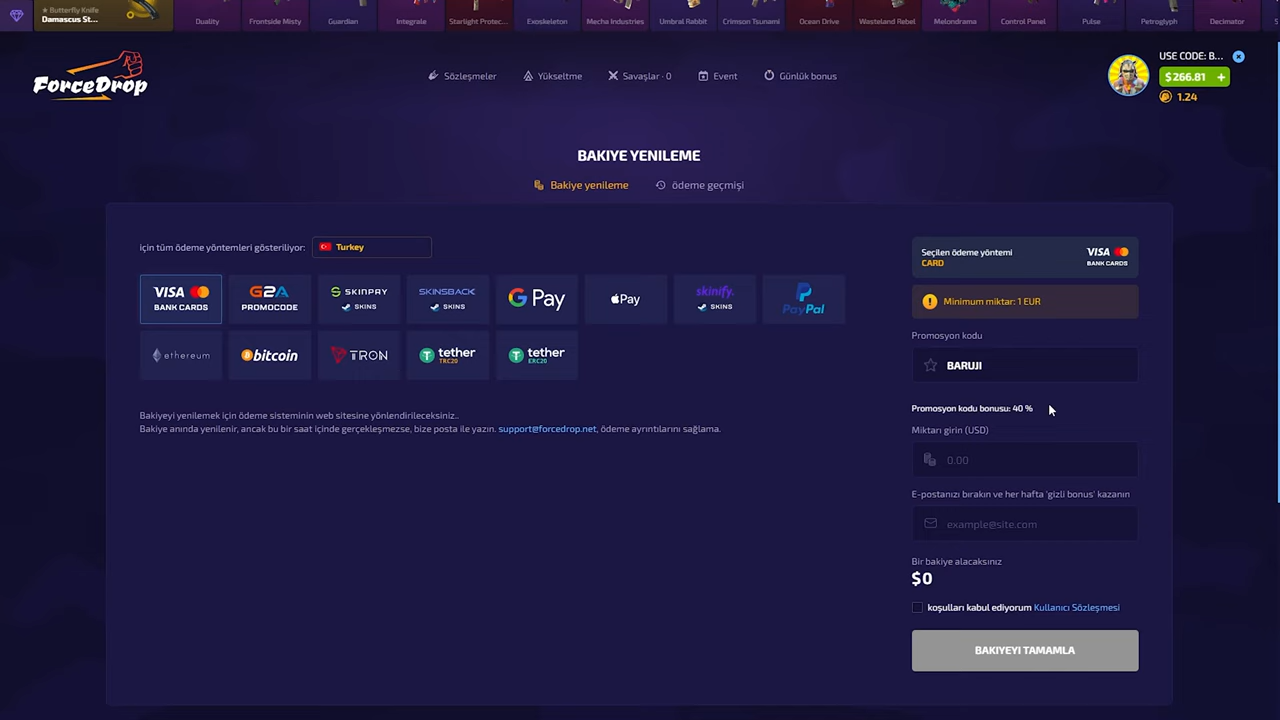 ★ Butterfly Knife
Damascus St...
Duality
Frontside Misty
Guardian
Integrale
Starlight Protec...
Exoskeleton
Mecha Industries
Umbral Rabbit
Crimson Tsunami
Ocean Drive
Wasteland Rebel
Melondrama
Control Panel
Pulse
Petroglyph
Decimator
ForceDrop
Sözleşmeler
Yükseltme
Savaşlar · 0
Event
Günlük bonus
USE CODE: B...
$266.81 +
1.24
BAKIYE YENILEME
Bakiye yenileme
ödeme geçmişi
için tüm ödeme yöntemleri gösteriliyor:
Turkey
VISA
BANK CARDS
G2A
PROMOCODE
SKINPAY
SKINS
SKINSBACK
SKINS
G Pay
Pay
skinify.
SKINS
PayPal
ethereum
bitcoin
TRON
tether
TRC20
tether
ERC20
Bakiyeyi yenilemek için ödeme sisteminin web sitesine yönlendirileceksiniz..
Bakiye anında yenilenir, ancak bu bir saat içinde gerçekleşmezse, bize posta ile yazın. support@forcedrop.net, ödeme ayrıntılarını sağlama.
Seçilen ödeme yöntemi
CARD
VISA
BANK CARDS
Minimum miktar: 1 EUR
Promosyon kodu
BARUJI
Promosyon kodu bonusu: 40 %
Miktarı girin (USD)
0.00
E-postanızı bırakın ve her hafta 'gizli bonus' kazanın
example@site.com
Bir bakiye alacaksınız
$0
koşulları kabul ediyorum Kullanıcı Sözleşmesi
BAKIYEYI TAMAMLA